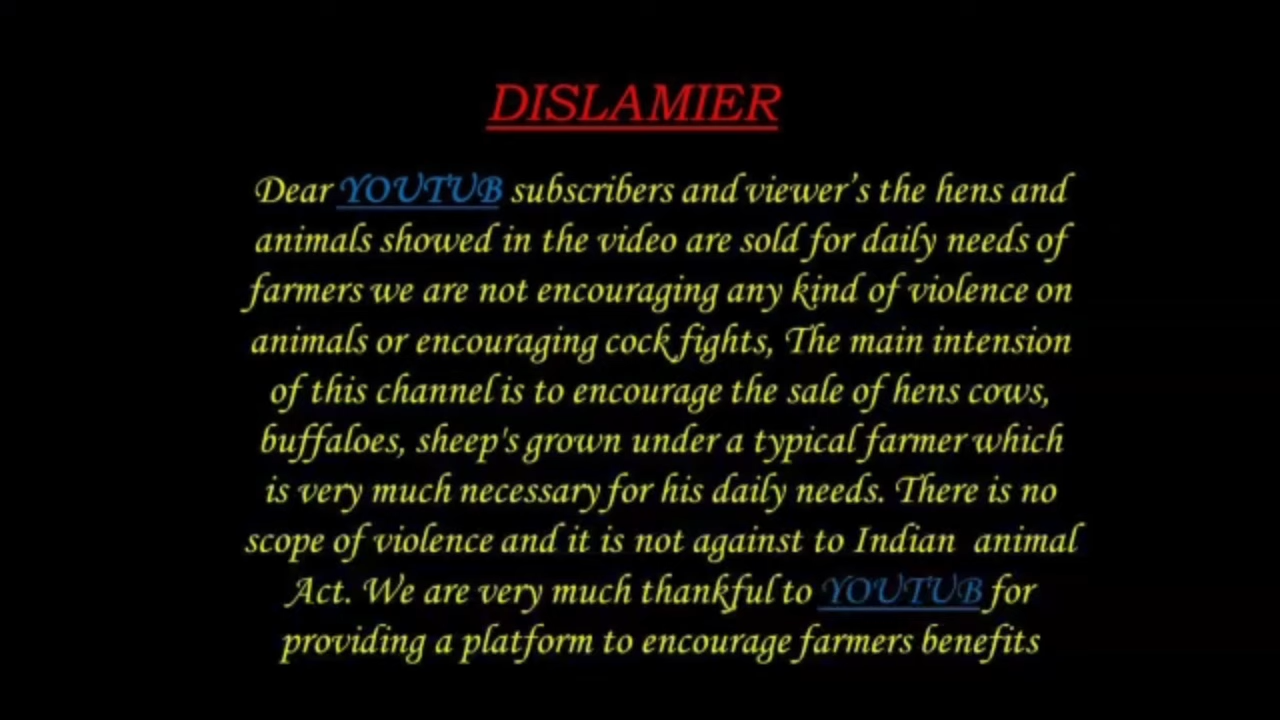 DISLAMIER
Dear YOUTUB subscribers and viewer’s the hens and
animals showed in the video are sold for daily needs of
farmers we are not encouraging any kind of violence on
animals or encouraging cock fights, The main intension
of this channel is to encourage the sale of hens cows,
buffaloes, sheep's grown under a typical farmer which
is very much necessary for his daily needs. There is no
scope of violence and it is not against to Indian animal
Act. We are very much thankful to YOUTUB for
providing a platform to encourage farmers benefits